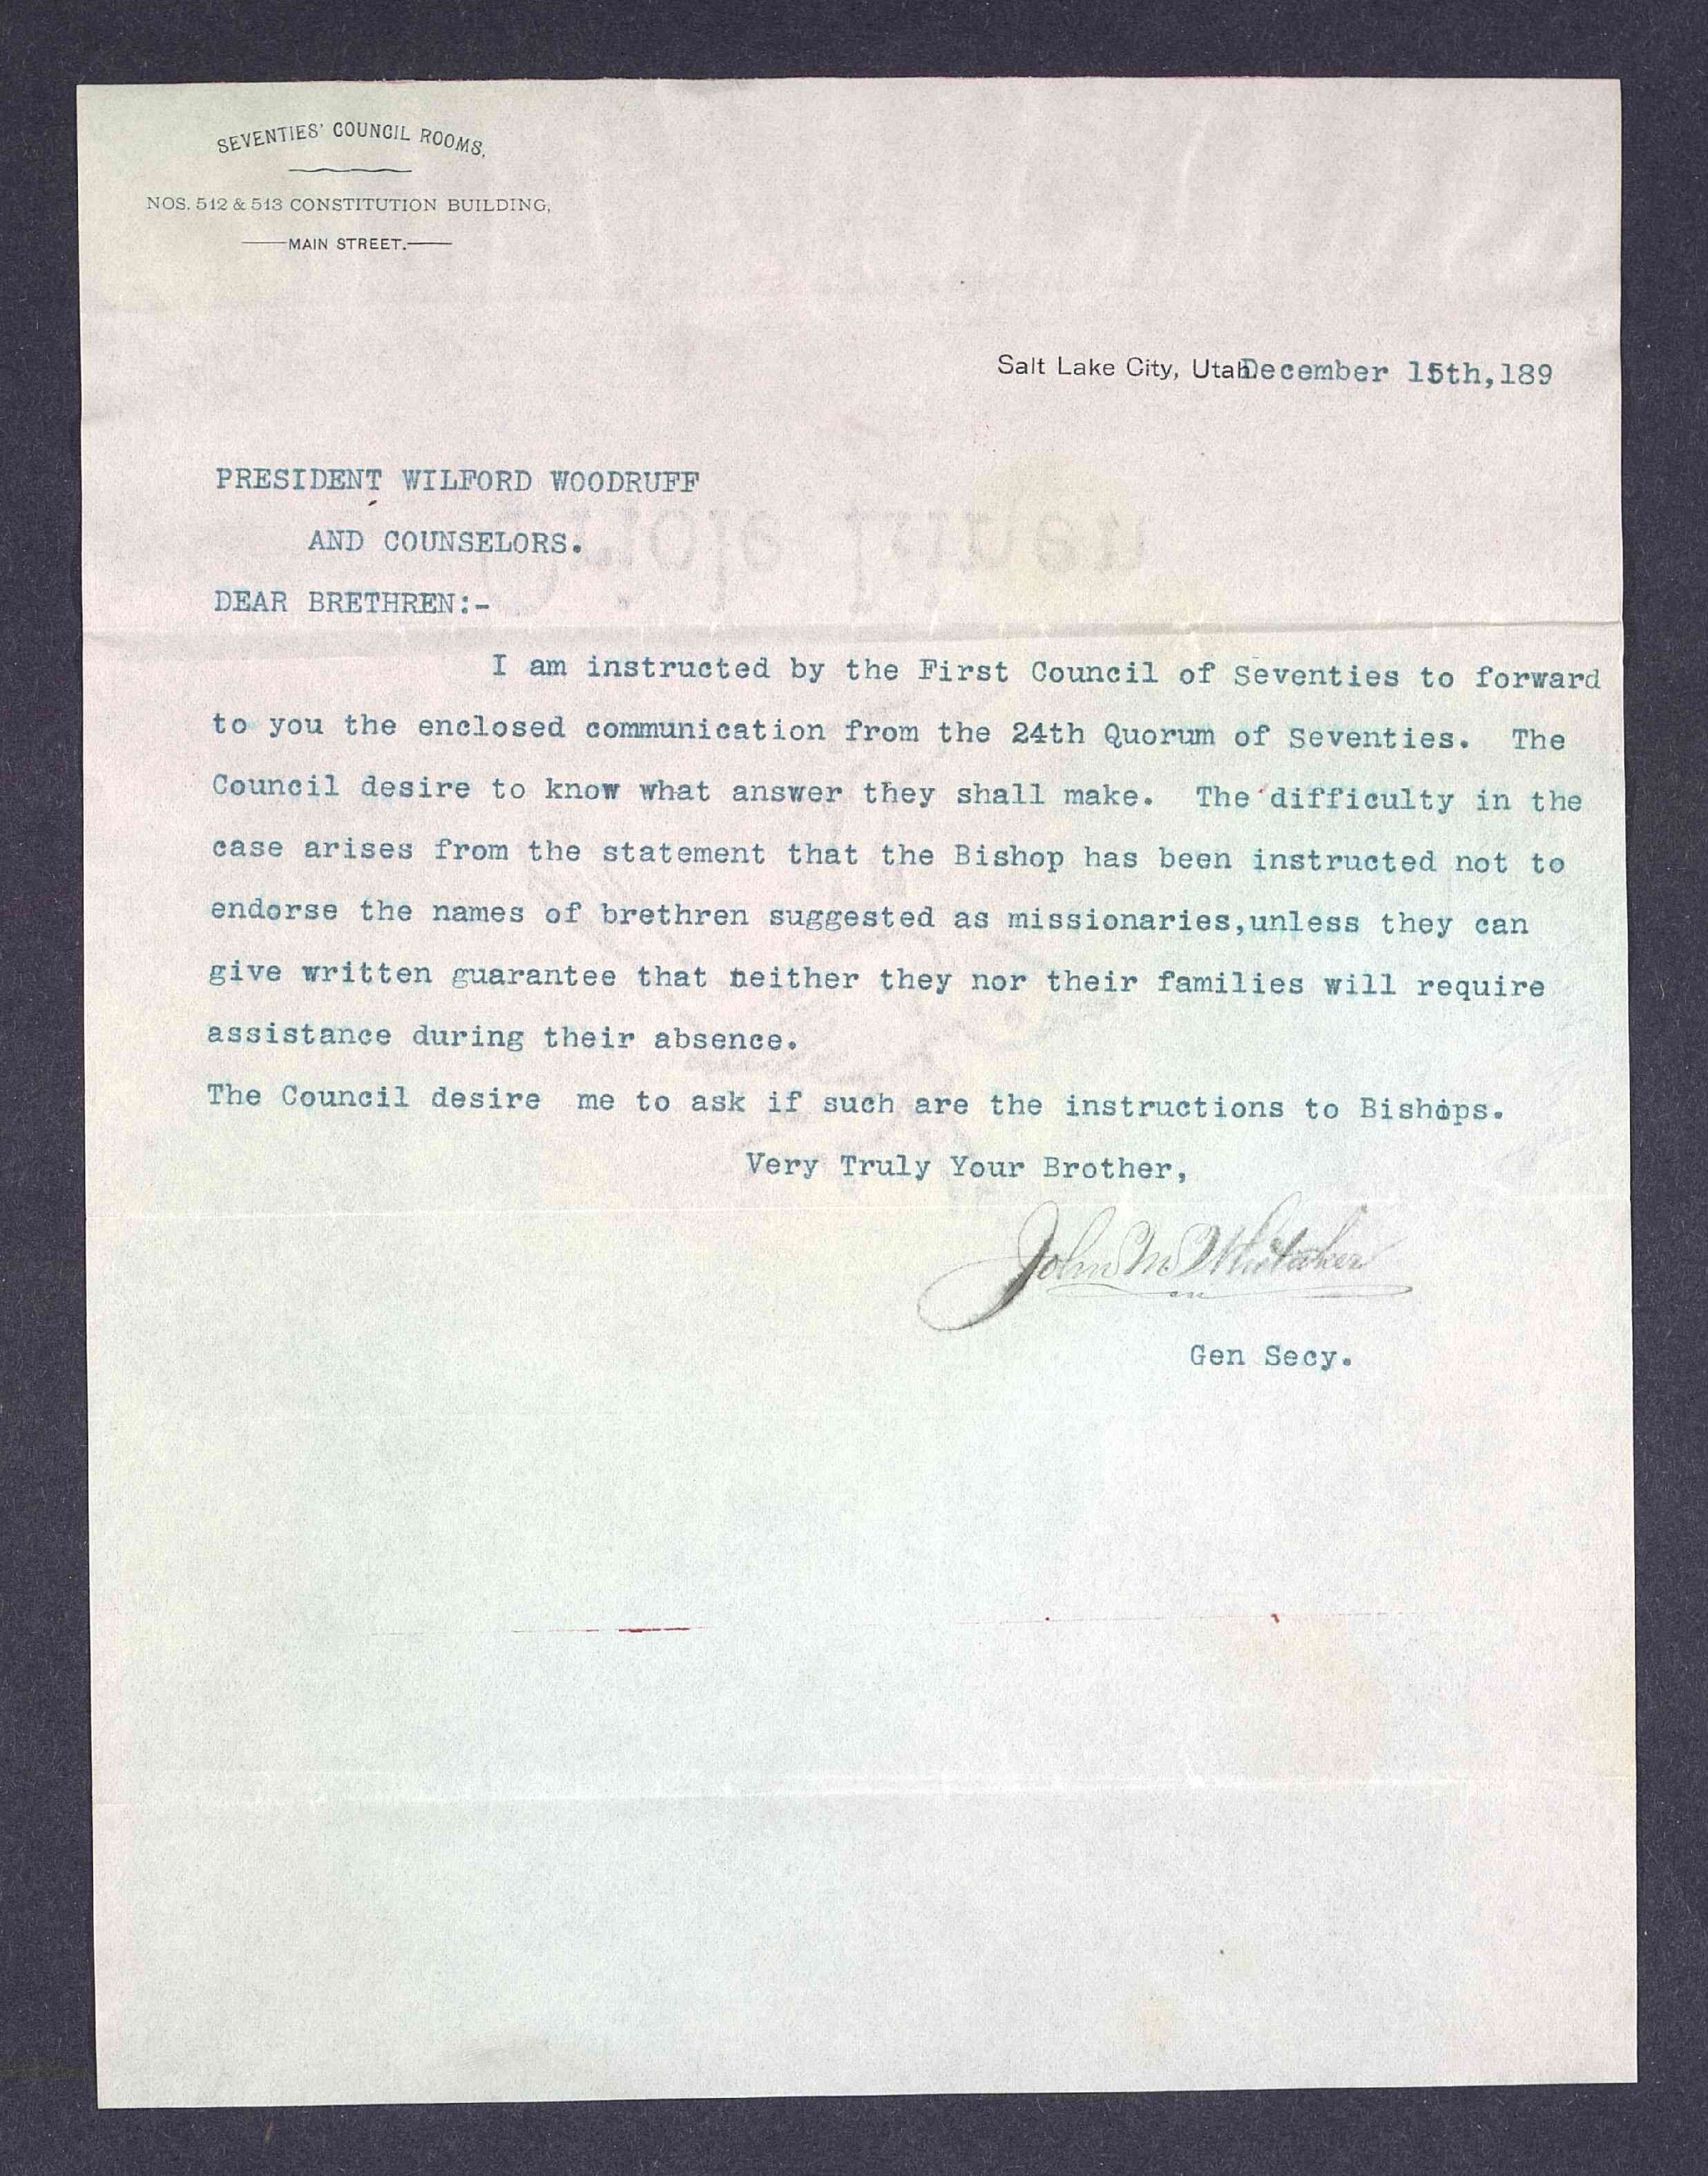 SEVENTIES' COUNCIL ROOMS,
NOS. 512 & 513 CONSTITUTION BUILDING,
MAIN STREET.
Salt Lake City, Utah December 15th, 189
PRESIDENT WILFORD WOODRUFF
AND COUNSELORS.
DEAR BRETHREN:-
I am instructed by the First Council of Seventies to forward
to you the enclosed communication from the 24th Quorum of Seventies. The
Council desire to know what answer they shall make. The difficulty in the
case arises from the statement that the Bishop has been instructed not to
endorse the names of brethren suggested as missionaries,unless they can
give written guarantee that neither they nor their families will require
assistance during their absence.
The Council desire me to ask if such are the instructions to Bishops.
Very Truly Your Brother,
John M Whitaker
Gen Secy.